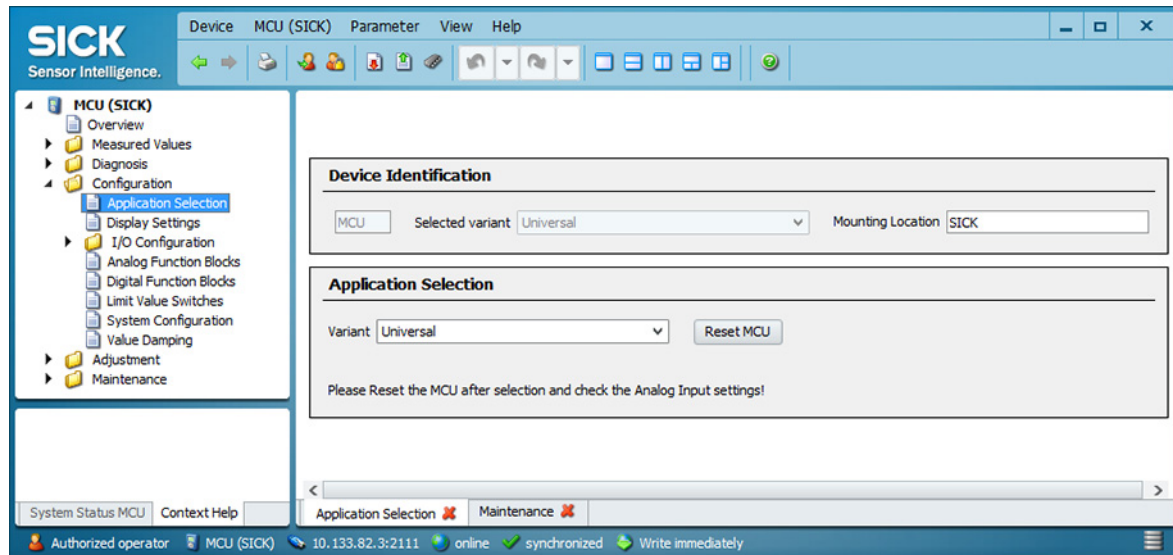 SICK
Sensor Intelligence.
Device MCU (SICK) Parameter View Help
MCU (SICK)
Overview
Measured Values
Diagnosis
Configuration
Application Selection
Display Settings
I/O Configuration
Analog Function Blocks
Digital Function Blocks
Limit Value Switches
System Configuration
Value Damping
Adjustment
Maintenance
System Status MCU Context Help
Device Identification
MCU Selected variant Universal Mounting Location SICK
Application Selection
Variant Universal Reset MCU
Please Reset the MCU after selection and check the Analog Input settings!
Application Selection Maintenance
Authorized operator MCU (SICK) 10.133.82.3:2111 online synchronized Write immediately